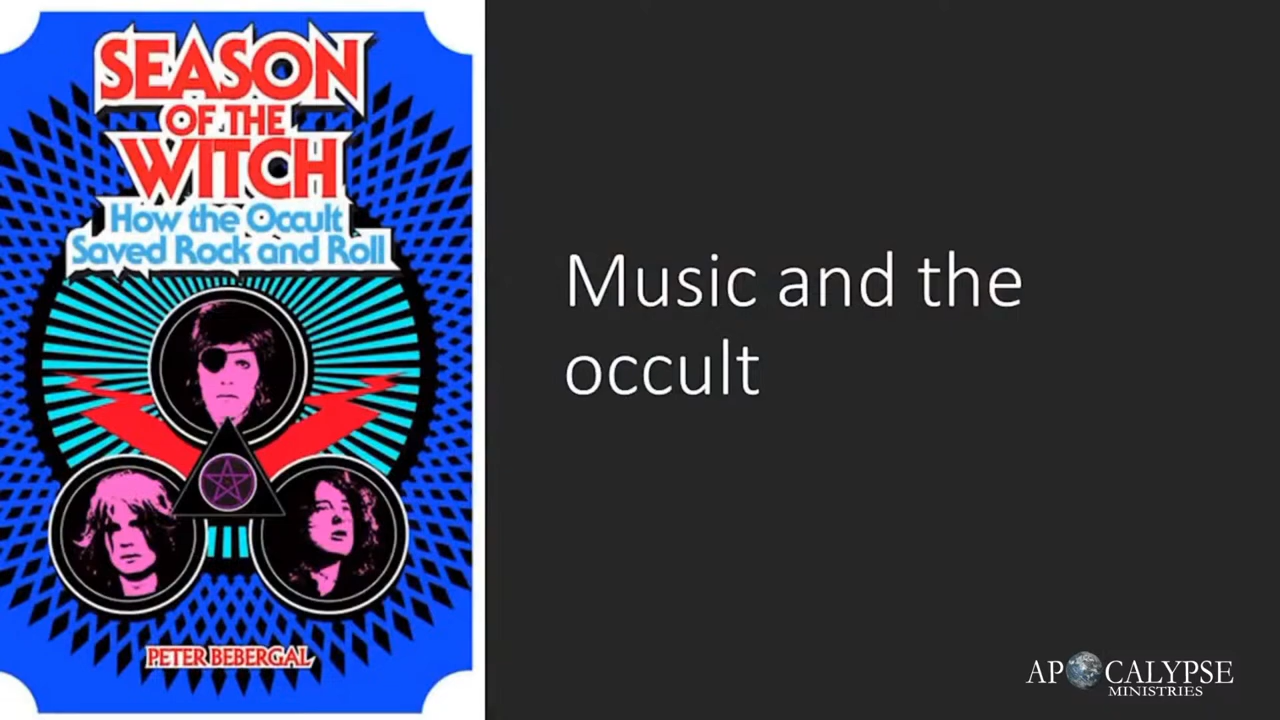 SEASON
OF THE
WITCH
How the Occult
Saved Rock and Roll
PETER BEBERGAL
Music and the
occult
APOCALYPSE
MINISTRIES